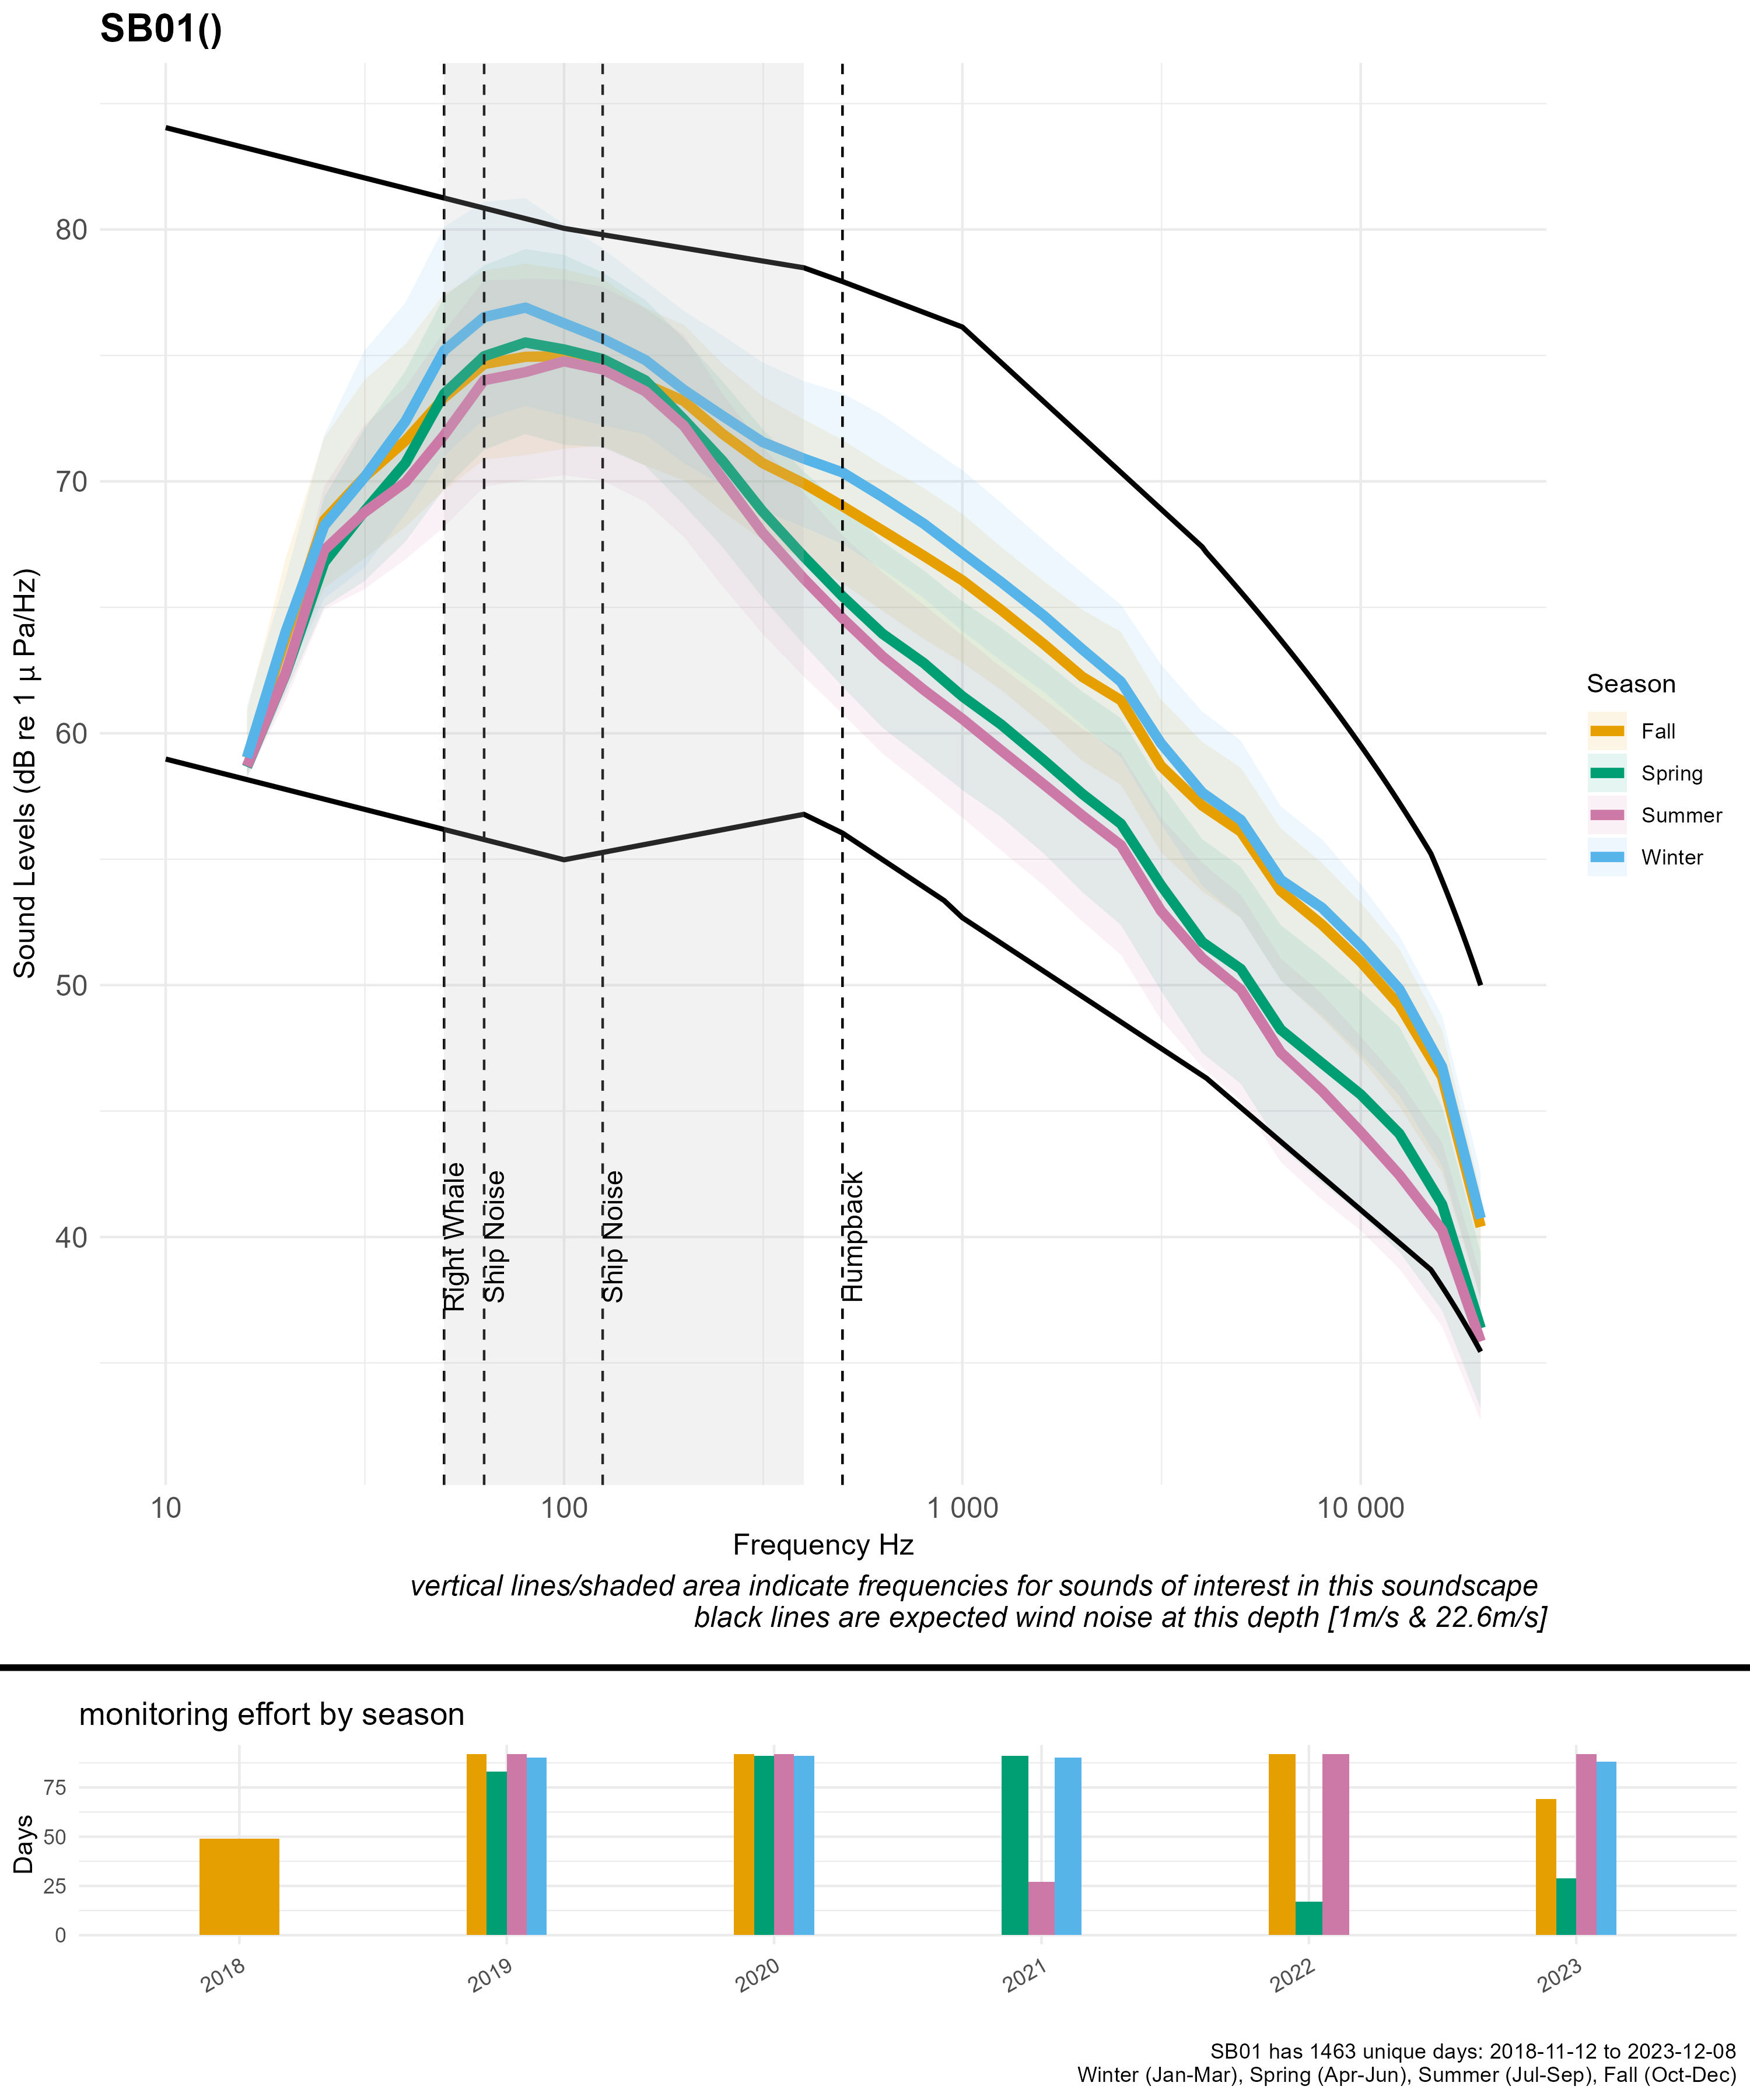 SB01()
Sound Levels (dB re 1 µ Pa/Hz)
80
70
60
50
40
Right Whale
Ship Noise
Ship Noise
Humpback
10
100
1 000
10 000
Frequency Hz
vertical lines/shaded area indicate frequencies for sounds of interest in this soundscape
black lines are expected wind noise at this depth [1m/s & 22.6m/s]
Season
Fall
Spring
Summer
Winter
monitoring effort by season
Days
75
50
25
0
2018
2019
2020
2021
2022
2023
SB01 has 1463 unique days: 2018-11-12 to 2023-12-08
Winter (Jan-Mar), Spring (Apr-Jun), Summer (Jul-Sep), Fall (Oct-Dec)